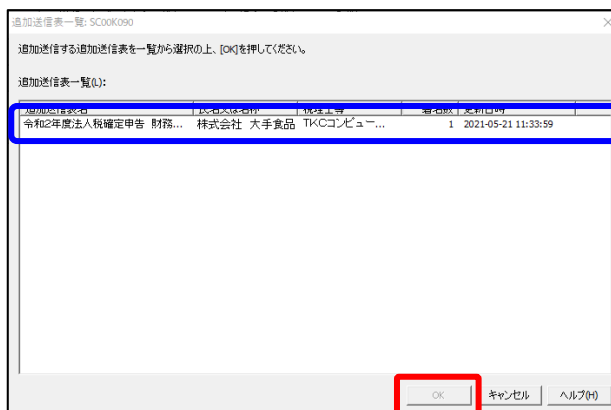 追加送信表一覧: SC00K090
追加送信する追加送信表を一覧から選択の上、[OK]を押してください。
追加送信表一覧(L):
追加送信表名 氏名又は名称 税理士等 署名数 更新日時
令和2年度法人税確定申告 財務... 株式会社 大手食品 TKCコンピュー... 1 2021-05-21 11:33:59
OK キャンセル ヘルプ(H)